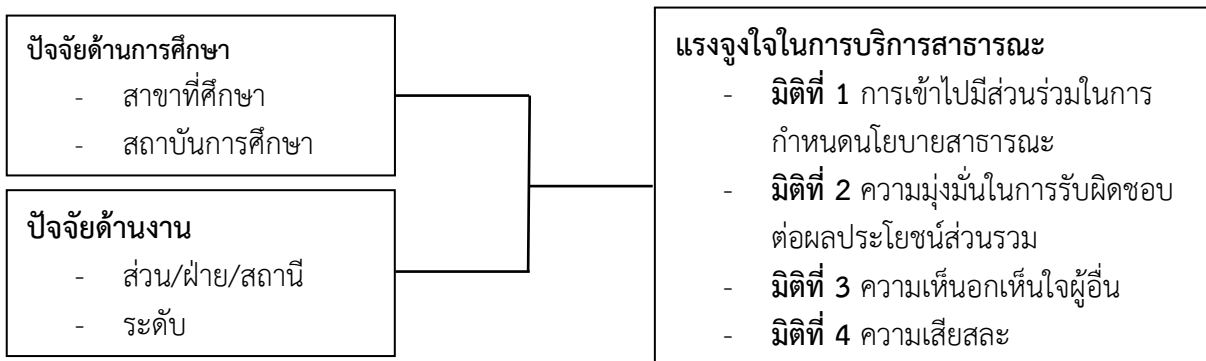 ปัจจัยด้านการศึกษา
- สาขาที่ศึกษา
- สถาบันการศึกษา
ปัจจัยด้านงาน
- ส่วน/ฝ่าย/สถานี
- ระดับ
แรงจูงใจในการบริการสาธารณะ
- มิติที่ 1 การเข้าไปมีส่วนร่วมในการ
กำหนดนโยบายสาธารณะ
- มิติที่ 2 ความมุ่งมั่นในการรับผิดชอบ
ต่อผลประโยชน์ส่วนรวม
- มิติที่ 3 ความเห็นอกเห็นใจผู้อื่น
- มิติที่ 4 ความเสียสละ